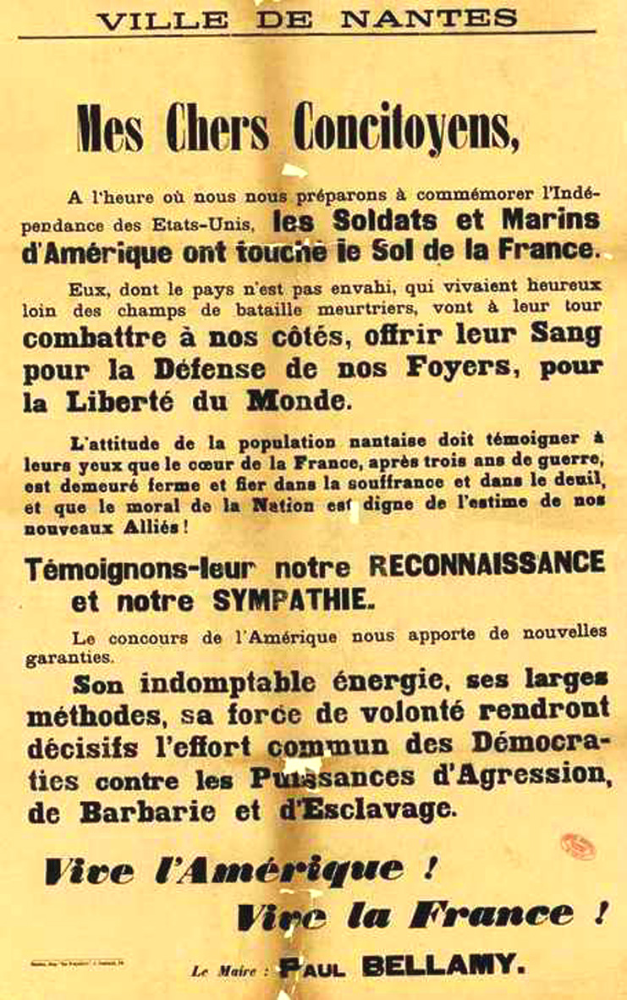 VILLE DE NANTES
Mes Chers Concitoyens,
A l'heure où nous nous préparons à commémorer l'Indé-
pendance des Etats-Unis, les Soldats et Marins
d'Amérique ont touché le Sol de la France.
Eux, dont le pays n'est pas envahi, qui vivaient heureux
loin des champs de bataille meurtriers, vont à leur tour
combattre à nos côtés, offrir leur Sang
pour la Défense de nos Foyers, pour
la Liberté du Monde.
L'attitude de la population nantaise doit témoigner à
leurs yeux que le cœur de la France, après trois ans de guerre,
est demeuré ferme et fier dans la souffrance et dans le deuil,
et que le moral de la Nation est digne de l'estime de nos
nouveaux Alliés !
Témoignons-leur notre RECONNAISSANCE
et notre SYMPATHIE.
Le concours de l'Amérique nous apporte de nouvelles
garanties.
Son indomptable énergie, ses larges
méthodes, sa force de volonté rendront
décisifs l'effort commun des Démocra-
ties contre les Puissances d'Agression,
de Barbarie et d'Esclavage.
Vive l'Amérique !
Vive la France !
Le Maire : PAUL BELLAMY.